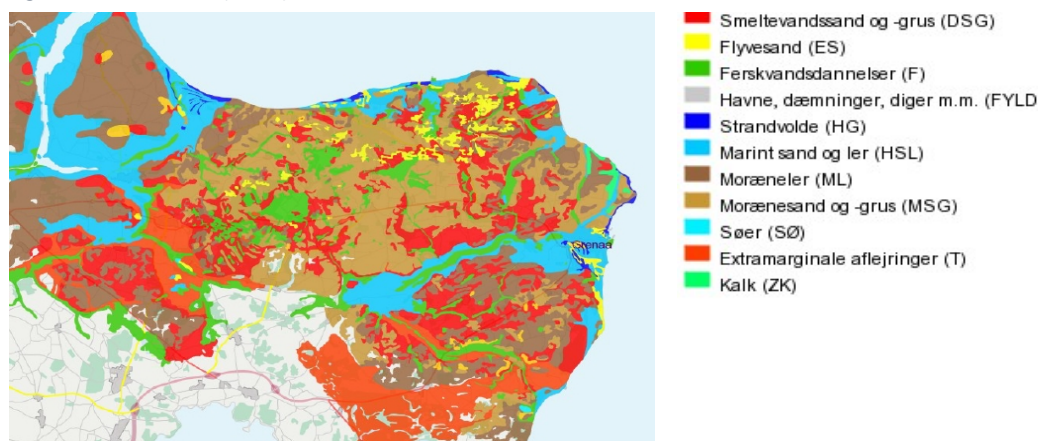 Smeltevandssand og -grus (DSG)
Flyvesand (ES)
Ferskvandsdannelser (F)
Havne, dæmninger, diger m.m. (FYLD
Strandvolde (HG)
Marint sand og ler (HSL)
Moræneler (ML)
Morænesand og -grus (MSG)
Søer (SØ)
Extramarginale aflejringer (T)
Kalk (ZK)
Grenaa